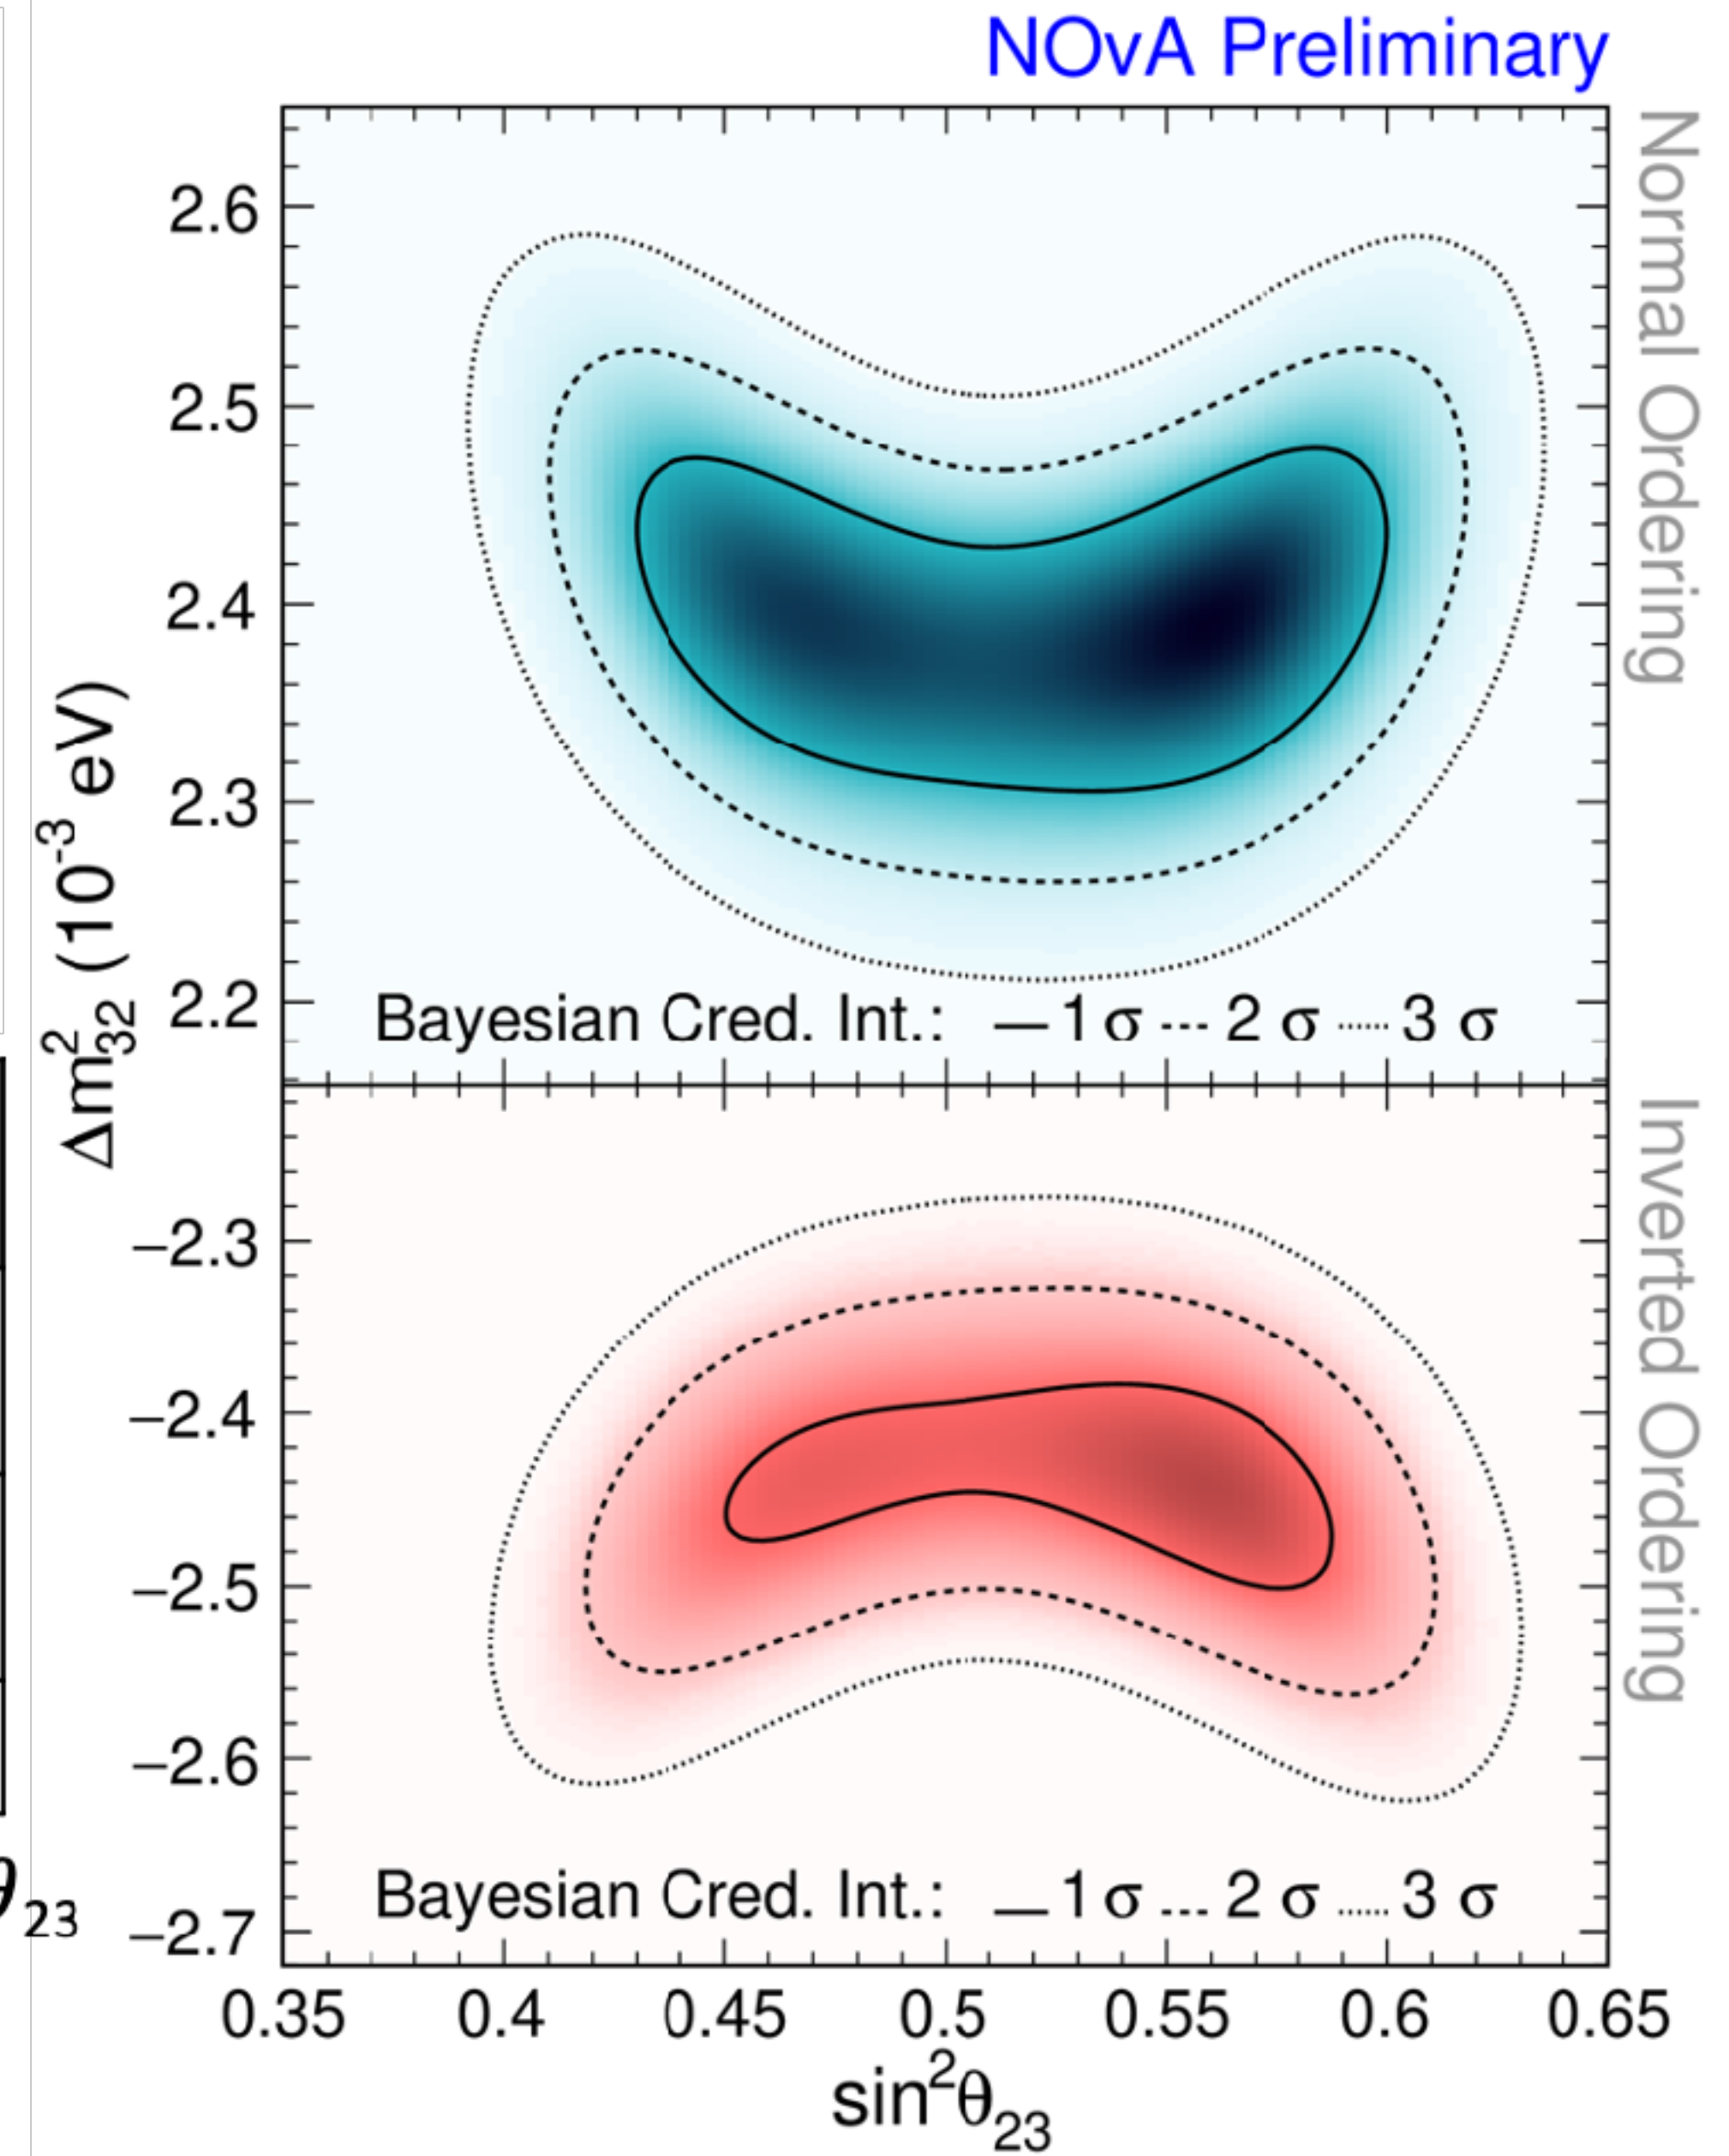 NOvA Preliminary
Normal Ordering
2.6
2.5
2.4
2.3
2.2
Δm²₃₂ (10⁻³ eV)
Bayesian Cred. Int.: 1 σ 2 σ 3 σ
Inverted Ordering
−2.3
−2.4
−2.5
−2.6
−2.7
Bayesian Cred. Int.: 1 σ 2 σ 3 σ
θ₂₃
0.35 0.4 0.45 0.5 0.55 0.6 0.65
sin²θ₂₃